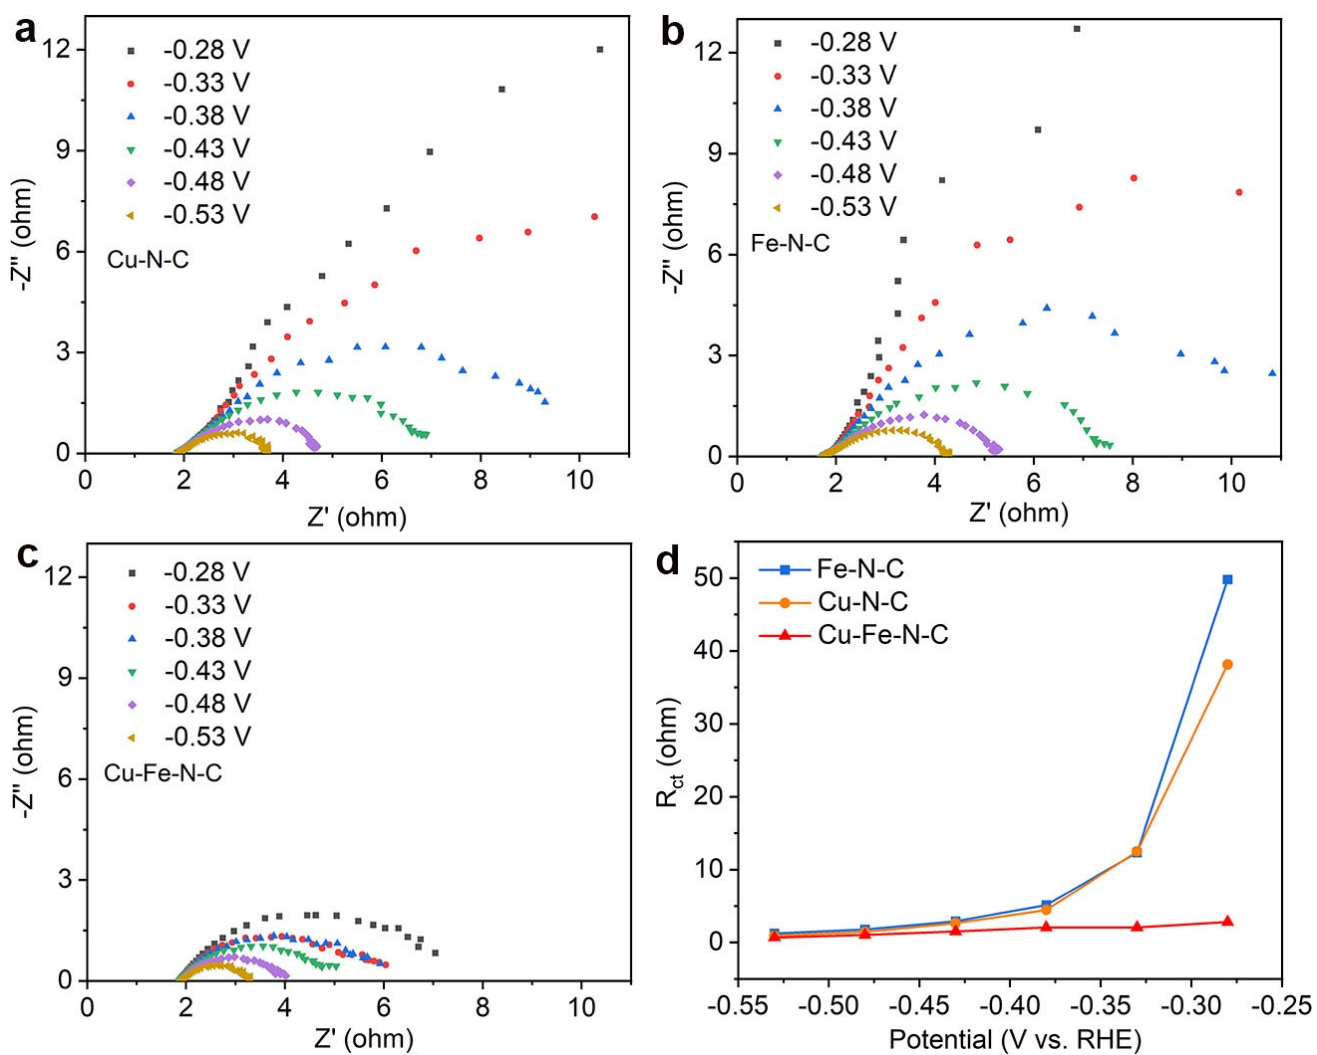 a
12
9
6
3
0
-Z'' (ohm)
-0.28 V
-0.33 V
-0.38 V
-0.43 V
-0.48 V
-0.53 V
Cu-N-C
0 2 4 6 8 10
Z' (ohm)
b
12
9
6
3
0
-Z'' (ohm)
-0.28 V
-0.33 V
-0.38 V
-0.43 V
-0.48 V
-0.53 V
Fe-N-C
0 2 4 6 8 10
Z' (ohm)
c
12
9
6
3
0
-Z'' (ohm)
-0.28 V
-0.33 V
-0.38 V
-0.43 V
-0.48 V
-0.53 V
Cu-Fe-N-C
0 2 4 6 8 10
Z' (ohm)
d
50
40
30
20
10
0
Rct (ohm)
Fe-N-C
Cu-N-C
Cu-Fe-N-C
-0.55 -0.50 -0.45 -0.40 -0.35 -0.30 -0.25
Potential (V vs. RHE)